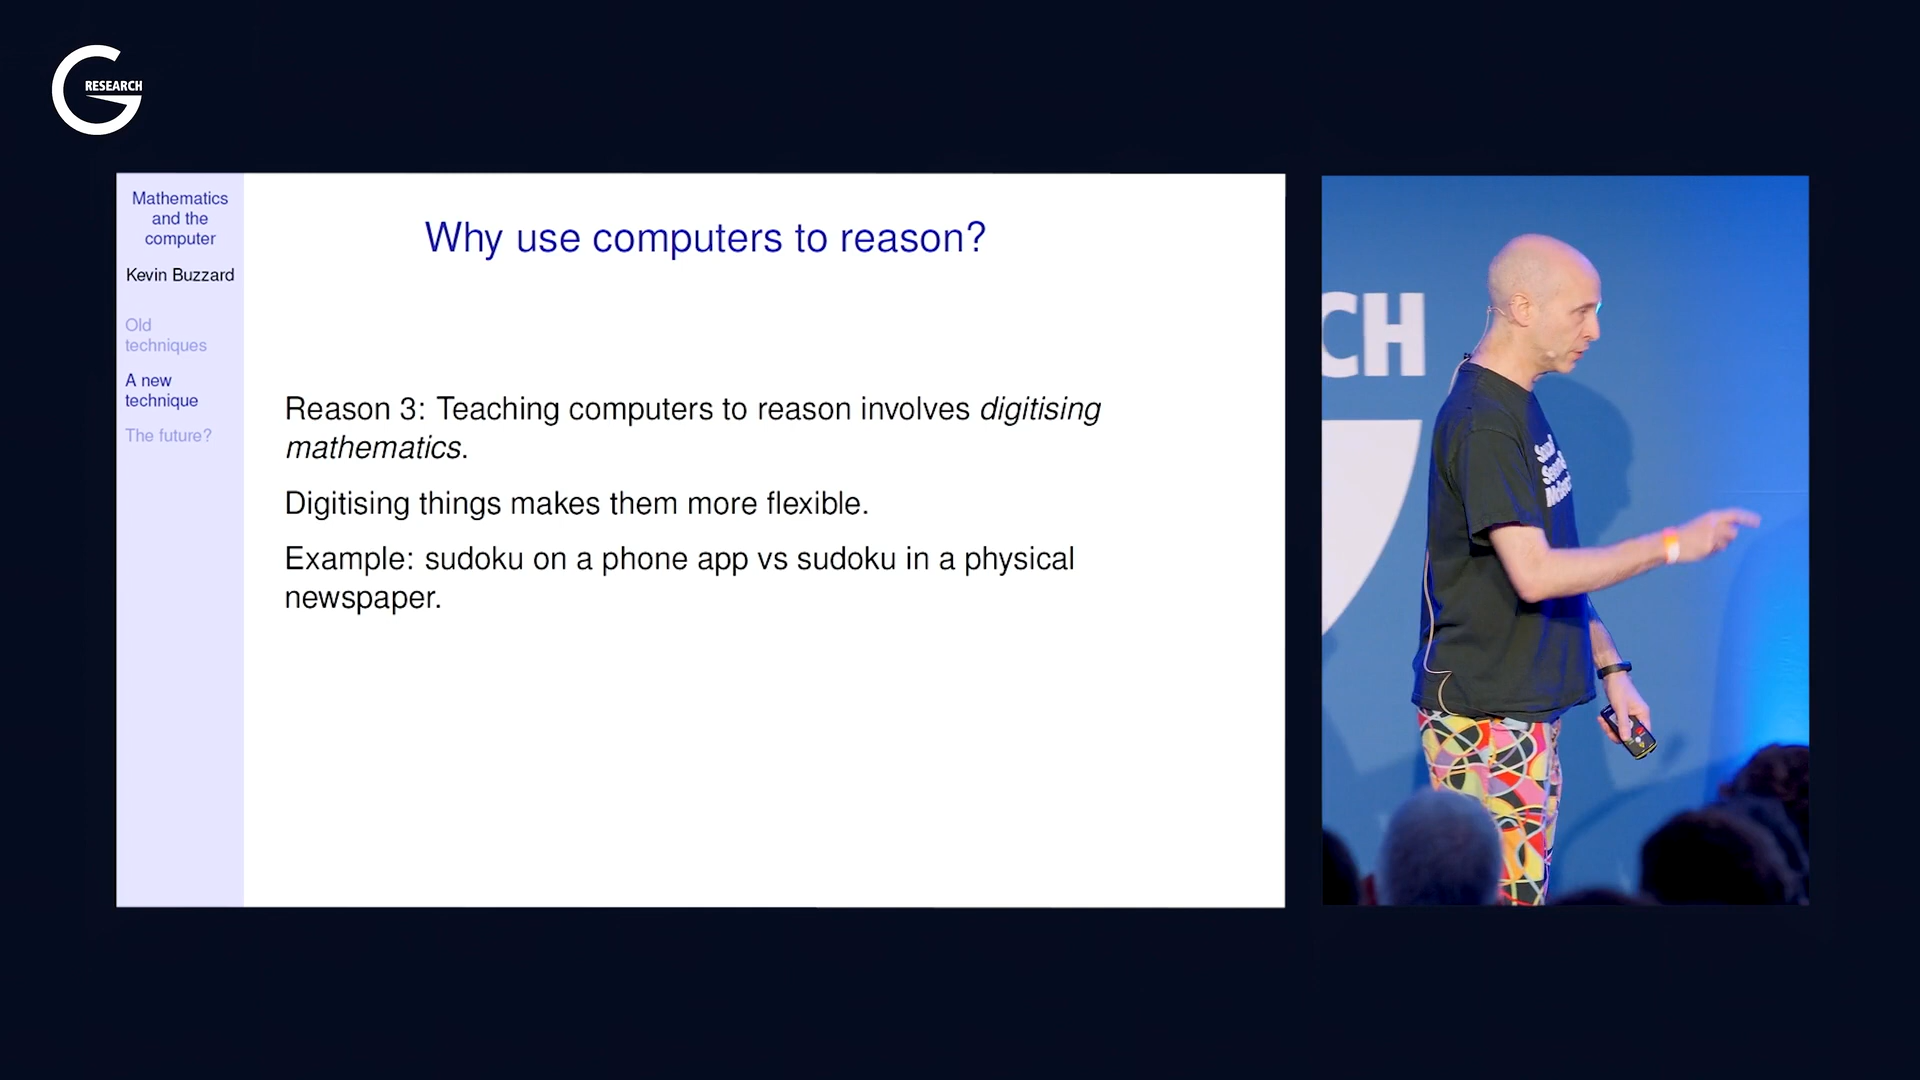 RESEARCH
Mathematics
and the
computer
Kevin Buzzard
Old
techniques
A new
technique
The future?
Why use computers to reason?
Reason 3: Teaching computers to reason involves digitising
mathematics.
Digitising things makes them more flexible.
Example: sudoku on a phone app vs sudoku in a physical
newspaper.
CH